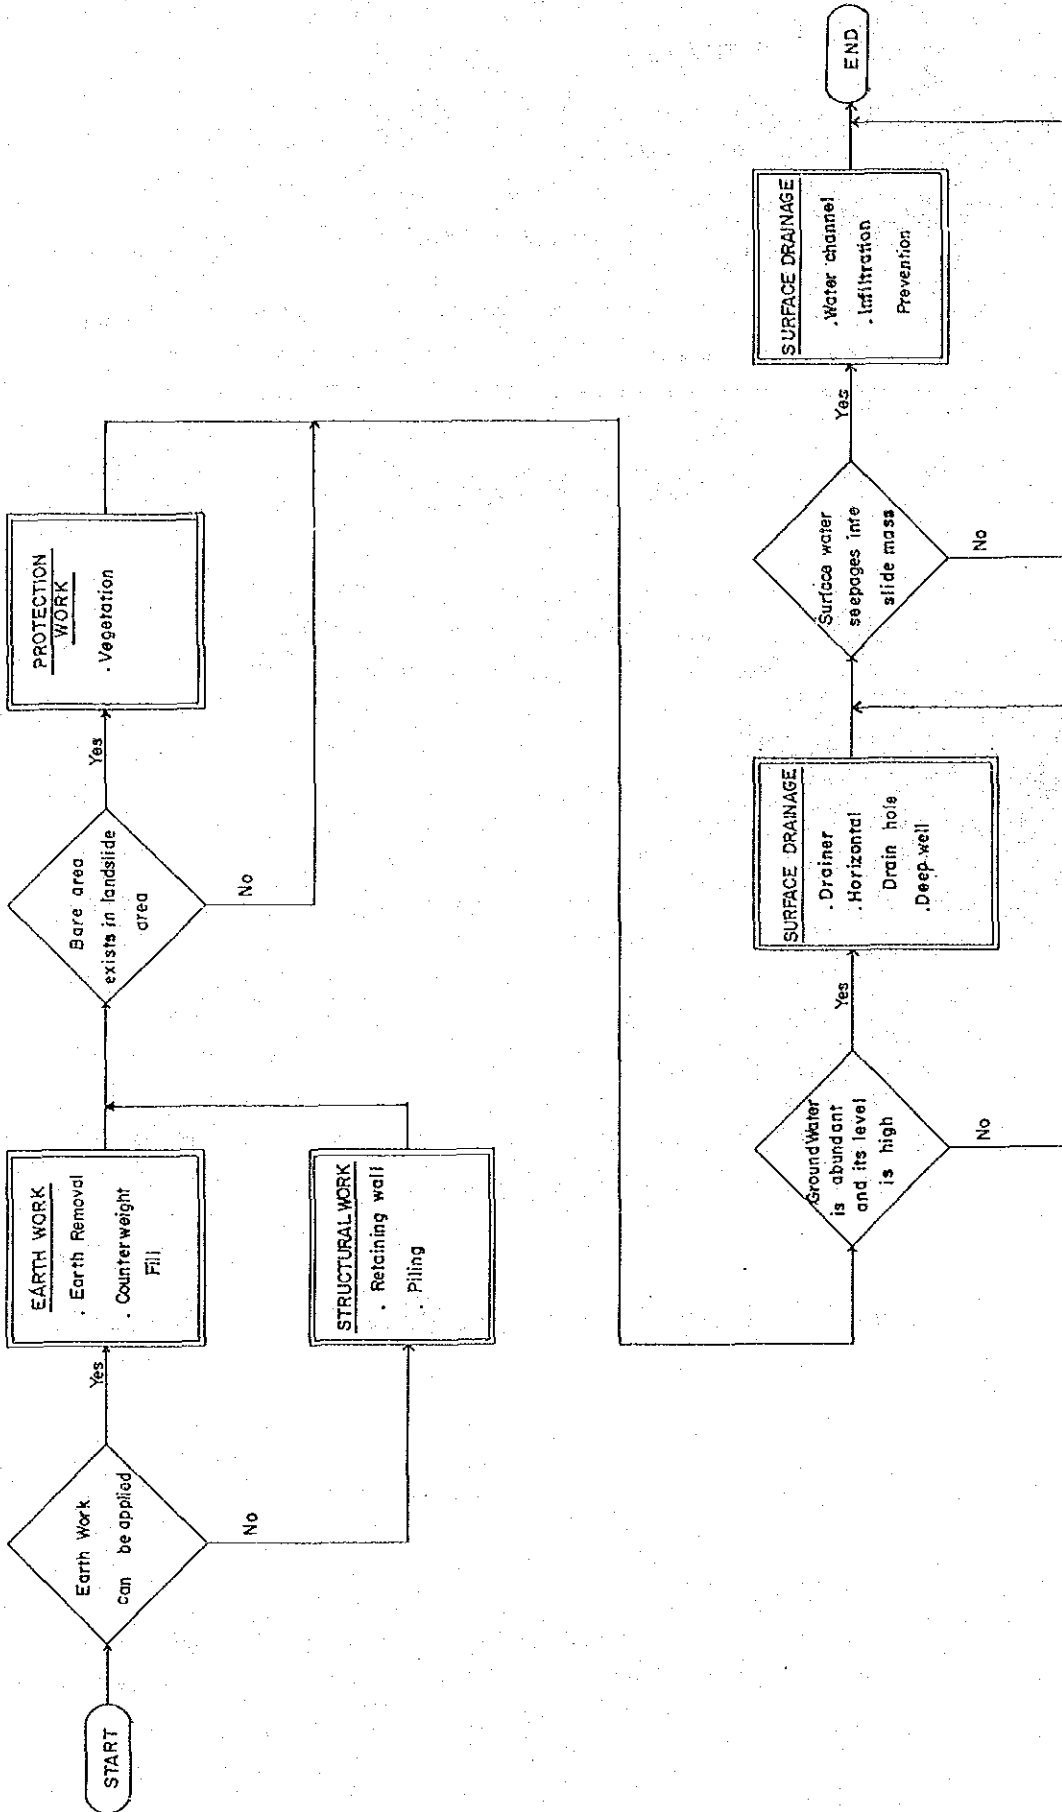 START
Earth Work
can be applied
Yes
No
EARTH WORK
. Earth Removal
. Counterweight
Fill
STRUCTURAL WORK
. Retaining wall
. Piling
Bare area
exists in landslide
area
Yes
No
PROTECTION
WORK
. Vegetation
Ground Water
is abundant
and its level
is high
Yes
No
SURFACE DRAINAGE
. Drainer
. Horizontal
Drain hole
. Deep well
Surface water
seepages into
slide mass
Yes
No
SURFACE DRAINAGE
. Water channel
. Infiltration
Prevention
END